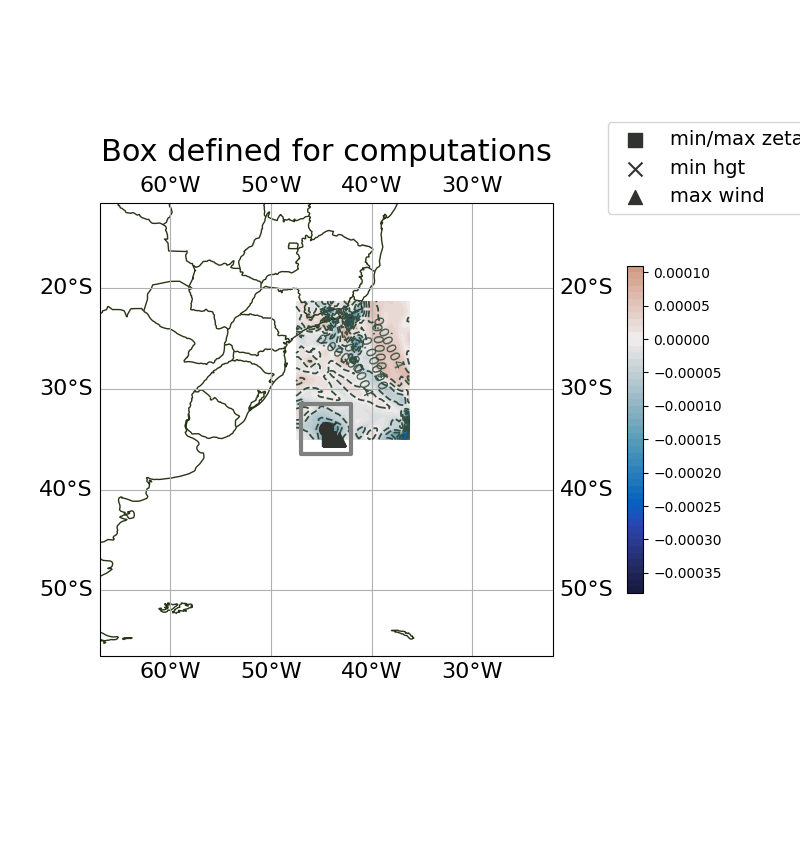 min/max zeta
min hgt
max wind
Box defined for computations
60°W 50°W 40°W 30°W
20°S 20°S
30°S 30°S
40°S 40°S
50°S 50°S
60°W 50°W 40°W 30°W
0.00010
0.00005
0.00000
−0.00005
−0.00010
−0.00015
−0.00020
−0.00025
−0.00030
−0.00035